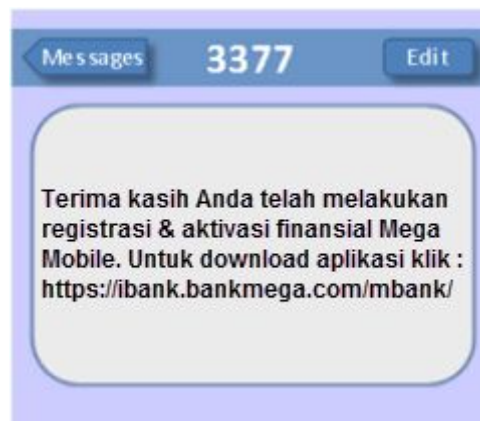 Messages 3377 Edit
Terima kasih Anda telah melakukan
registrasi & aktivasi finansial Mega
Mobile. Untuk download aplikasi klik :
https://ibank.bankmega.com/mbank/